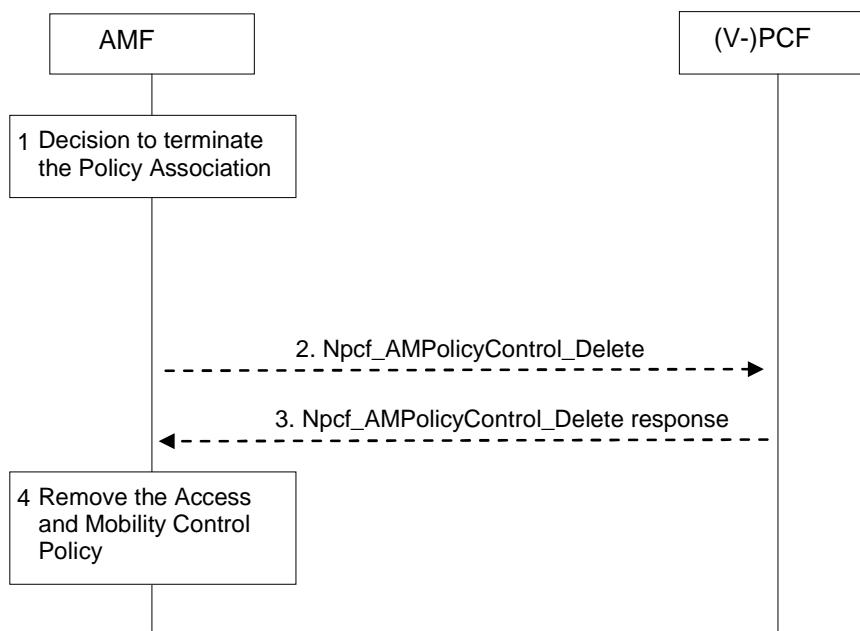 AMF
(V-)PCF
1 Decision to terminate
the Policy Association
2. Npcf_AMPolicyControl_Delete
3. Npcf_AMPolicyControl_Delete response
4 Remove the Access
and Mobility Control
Policy